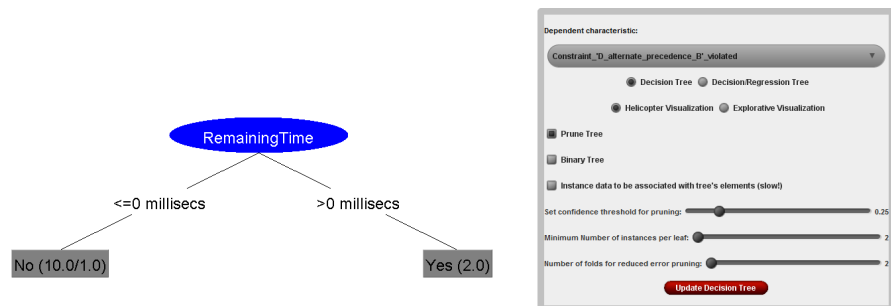 RemainingTime
<=0 millisecs
>0 millisecs
No (10.0/1.0)
Yes (2.0)
Dependent characteristic:
Constraint_'D_alternate_precedence_B'_violated
Decision Tree Decision/Regression Tree
Helicopter Visualization Explorative Visualization
Prune Tree
Binary Tree
Instance data to be associated with tree's elements (slow!)
Set confidence threshold for pruning: 0.25
Minimum Number of instances per leaf: 2
Number of folds for reduced error pruning: 2
Update Decision Tree